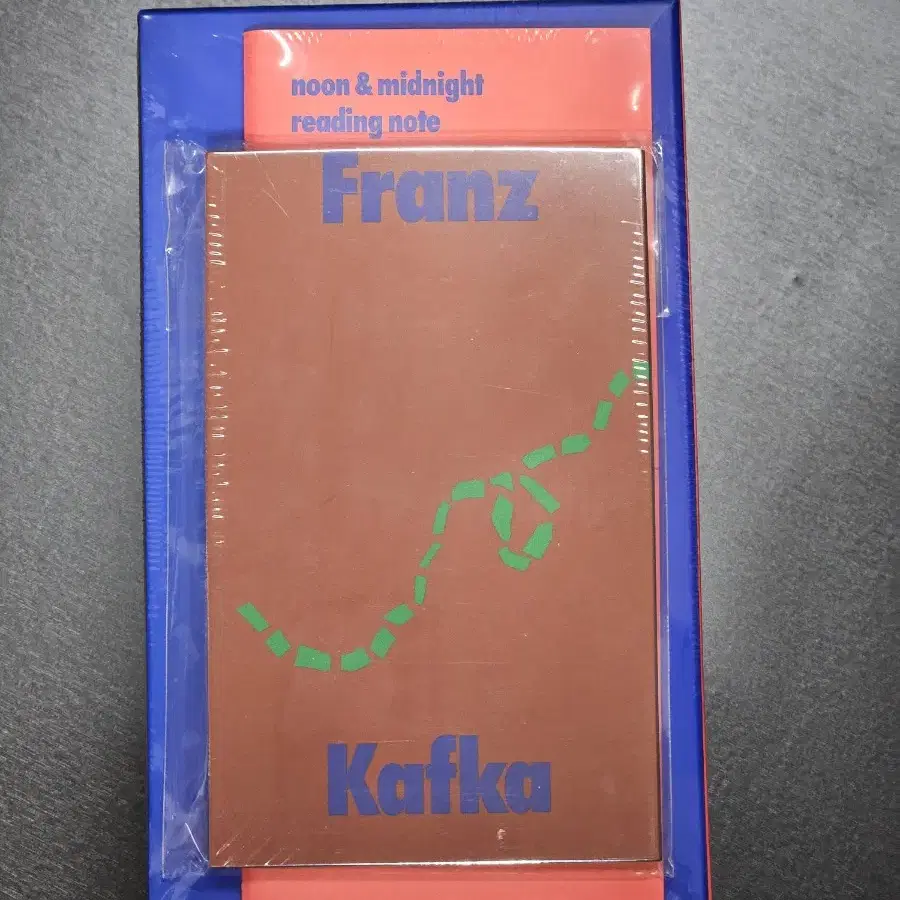 noon & midnight
reading note
Franz
Kafka